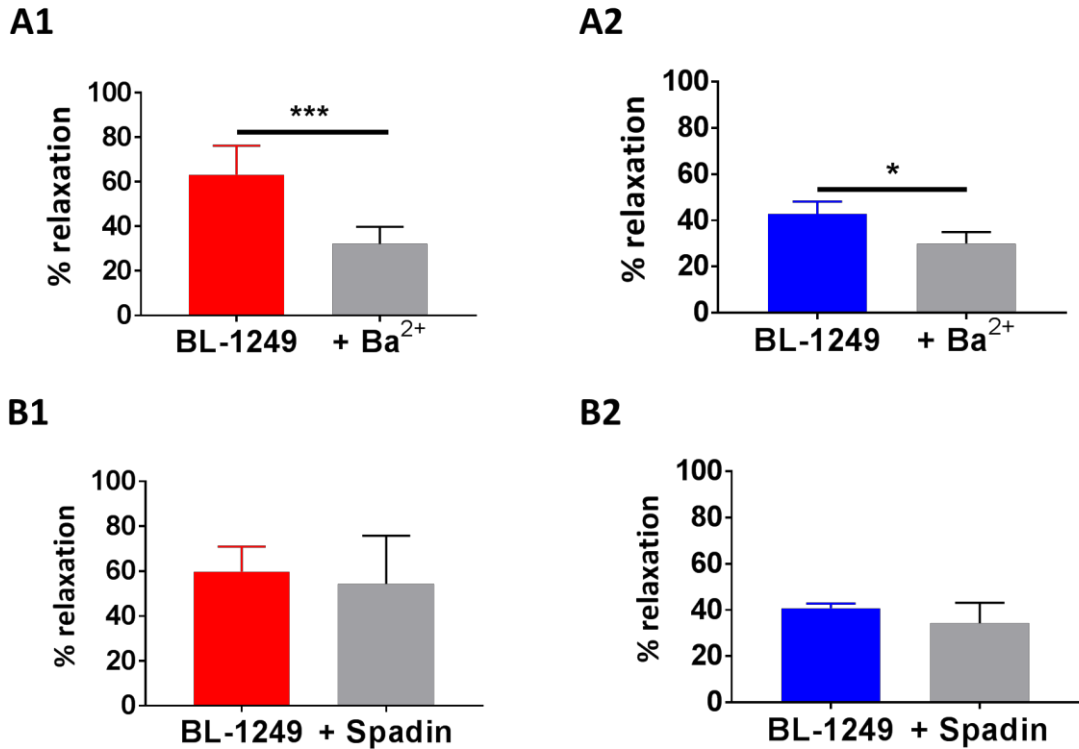 A1
% relaxation
100
80
60
40
20
0
***
BL-1249 + Ba²⁺
A2
% relaxation
100
80
60
40
20
0
*
BL-1249 + Ba²⁺
B1
% relaxation
100
80
60
40
20
0
BL-1249 + Spadin
B2
% relaxation
100
80
60
40
20
0
BL-1249 + Spadin